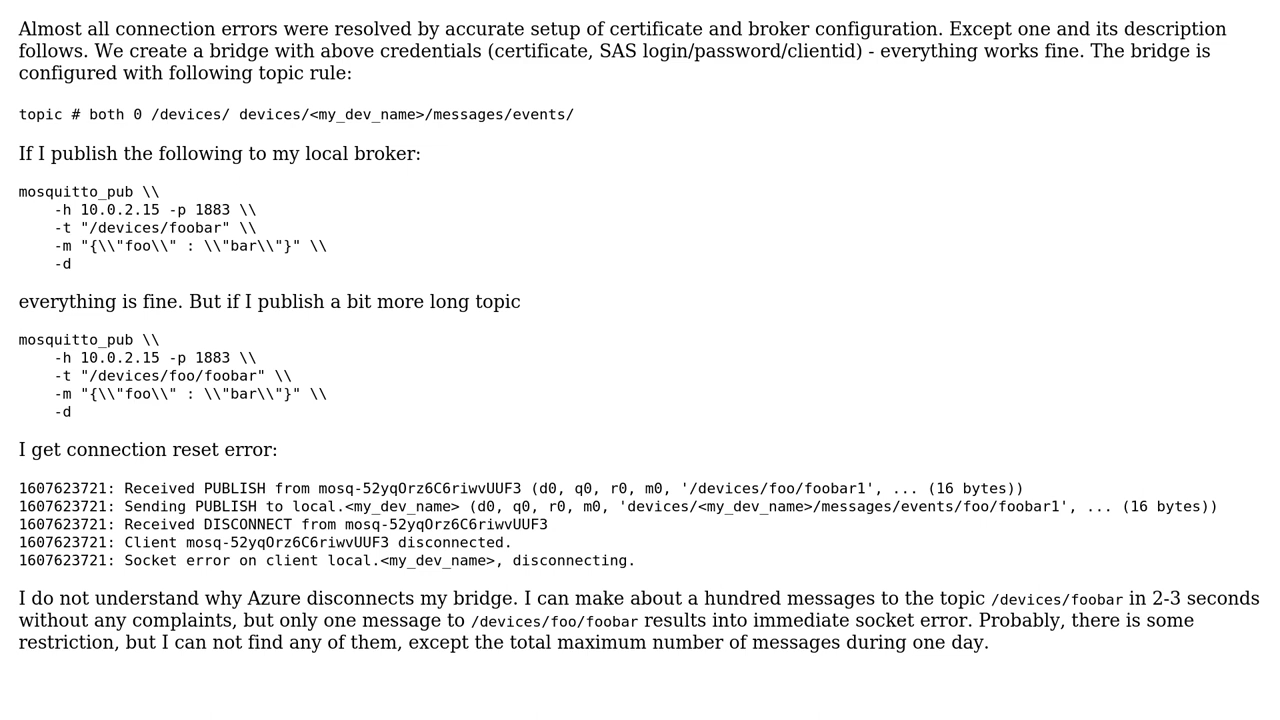 Almost all connection errors were resolved by accurate setup of certificate and broker configuration. Except one and its description
follows. We create a bridge with above credentials (certificate, SAS login/password/clientid) - everything works fine. The bridge is
configured with following topic rule:
topic # both 0 /devices/ devices/<my_dev_name>/messages/events/
If I publish the following to my local broker:
mosquitto_pub \\
    -h 10.0.2.15 -p 1883 \\
    -t "/devices/foobar" \\
    -m "{\\"foo\\" : \\"bar\\"}" \\
    -d
everything is fine. But if I publish a bit more long topic
mosquitto_pub \\
    -h 10.0.2.15 -p 1883 \\
    -t "/devices/foo/foobar" \\
    -m "{\\"foo\\" : \\"bar\\"}" \\
    -d
I get connection reset error:
1607623721: Received PUBLISH from mosq-52yqOrz6C6riwvUUF3 (d0, q0, r0, m0, '/devices/foo/foobar1', ... (16 bytes))
1607623721: Sending PUBLISH to local.<my_dev_name> (d0, q0, r0, m0, 'devices/<my_dev_name>/messages/events/foo/foobar1', ... (16 bytes))
1607623721: Received DISCONNECT from mosq-52yqOrz6C6riwvUUF3
1607623721: Client mosq-52yqOrz6C6riwvUUF3 disconnected.
1607623721: Socket error on client local.<my_dev_name>, disconnecting.
I do not understand why Azure disconnects my bridge. I can make about a hundred messages to the topic /devices/foobar in 2-3 seconds
without any complaints, but only one message to /devices/foo/foobar results into immediate socket error. Probably, there is some
restriction, but I can not find any of them, except the total maximum number of messages during one day.